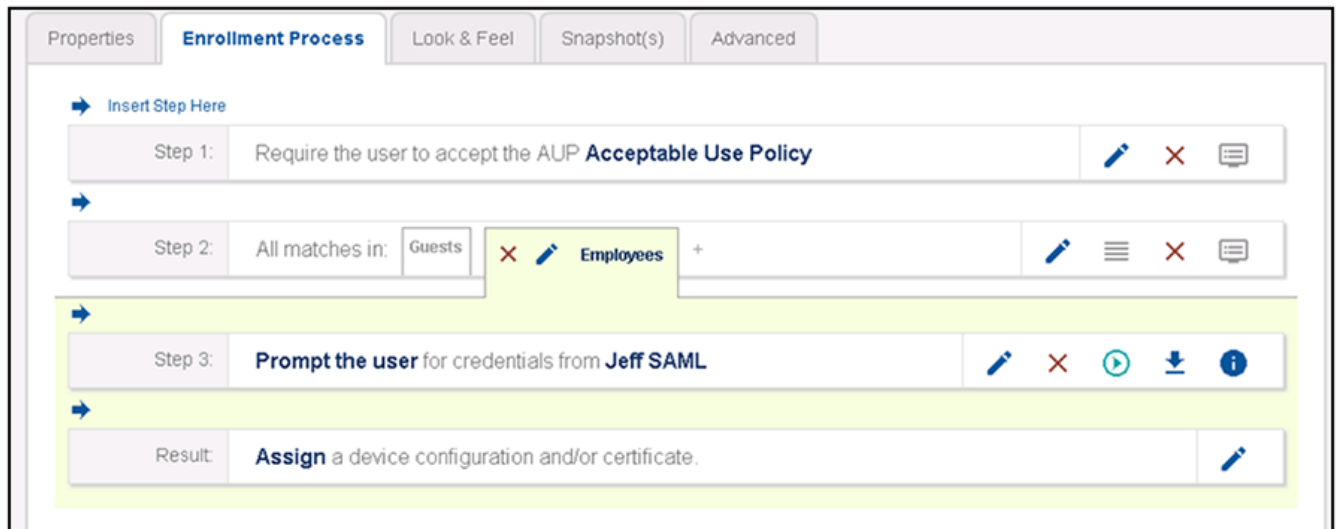 Properties Enrollment Process Look & Feel Snapshot(s) Advanced
Insert Step Here
Step 1: Require the user to accept the AUP Acceptable Use Policy
Step 2: All matches in: Guests Employees +
Step 3: Prompt the user for credentials from Jeff SAML
Result: Assign a device configuration and/or certificate.